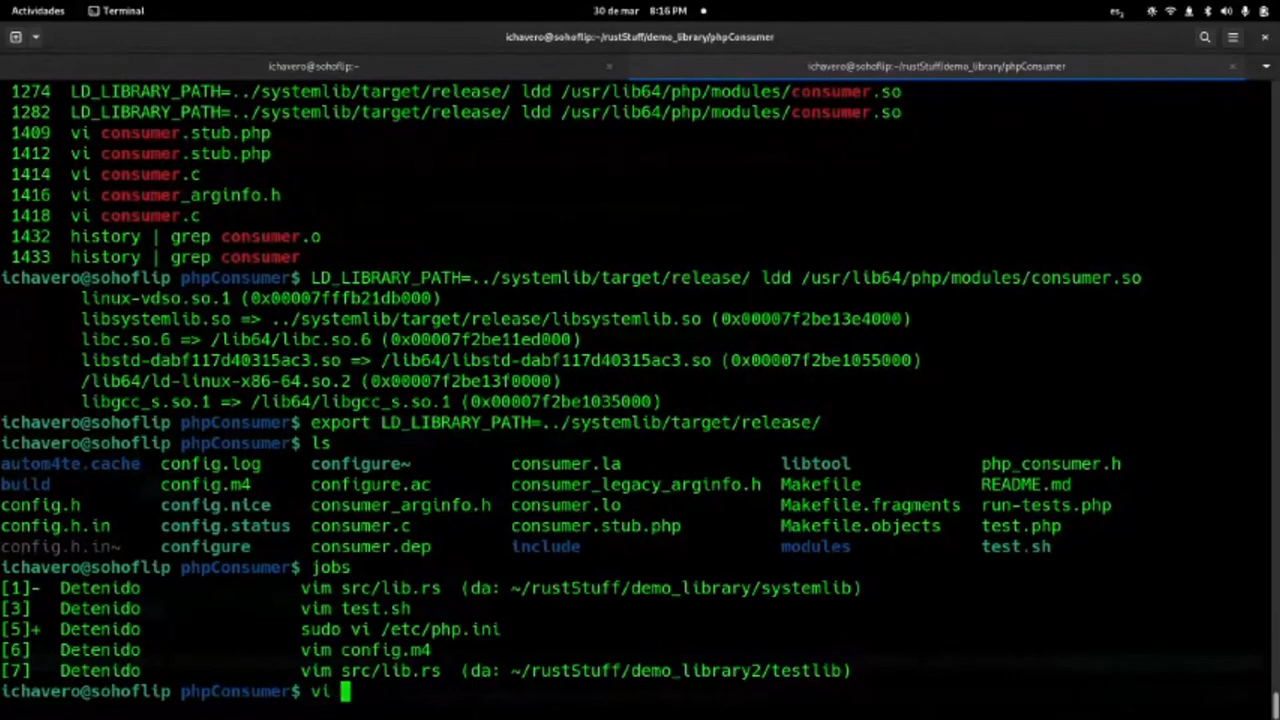 Actividades Terminal 30 de mar 8:16 PM es₂
ichavero@sohoflip:~/rustStuff/demo_library/phpConsumer
ichavero@sohoflip:~ ichavero@sohoflip:~/rustStuff/demo_library/phpConsumer
1274 LD_LIBRARY_PATH=../systemlib/target/release/ ldd /usr/lib64/php/modules/consumer.so
1282 LD_LIBRARY_PATH=../systemlib/target/release/ ldd /usr/lib64/php/modules/consumer.so
1409 vi consumer.stub.php
1412 vi consumer.stub.php
1414 vi consumer.c
1416 vi consumer_arginfo.h
1418 vi consumer.c
1432 history | grep consumer.o
1433 history | grep consumer
ichavero@sohoflip phpConsumer$ LD_LIBRARY_PATH=../systemlib/target/release/ ldd /usr/lib64/php/modules/consumer.so
linux-vdso.so.1 (0x00007fffb21db000)
libsystemlib.so => ../systemlib/target/release/libsystemlib.so (0x00007f2be13e4000)
libc.so.6 => /lib64/libc.so.6 (0x00007f2be11ed000)
libstd-dabf117d40315ac3.so => /lib64/libstd-dabf117d40315ac3.so (0x00007f2be1055000)
/lib64/ld-linux-x86-64.so.2 (0x00007f2be13f0000)
libgcc_s.so.1 => /lib64/libgcc_s.so.1 (0x00007f2be1035000)
ichavero@sohoflip phpConsumer$ export LD_LIBRARY_PATH=../systemlib/target/release/
ichavero@sohoflip phpConsumer$ ls
autom4te.cache config.log configure~ consumer.la libtool php_consumer.h
build config.m4 configure.ac consumer_legacy_arginfo.h Makefile README.md
config.h config.nice consumer_arginfo.h consumer.lo Makefile.fragments run-tests.php
config.h.in config.status consumer.c consumer.stub.php Makefile.objects test.php
config.h.in~ configure consumer.dep include modules test.sh
ichavero@sohoflip phpConsumer$ jobs
[1]- Detenido vim src/lib.rs (da: ~/rustStuff/demo_library/systemlib)
[3] Detenido vim test.sh
[5]+ Detenido sudo vi /etc/php.ini
[6] Detenido vim config.m4
[7] Detenido vim src/lib.rs (da: ~/rustStuff/demo_library2/testlib)
ichavero@sohoflip phpConsumer$ vi